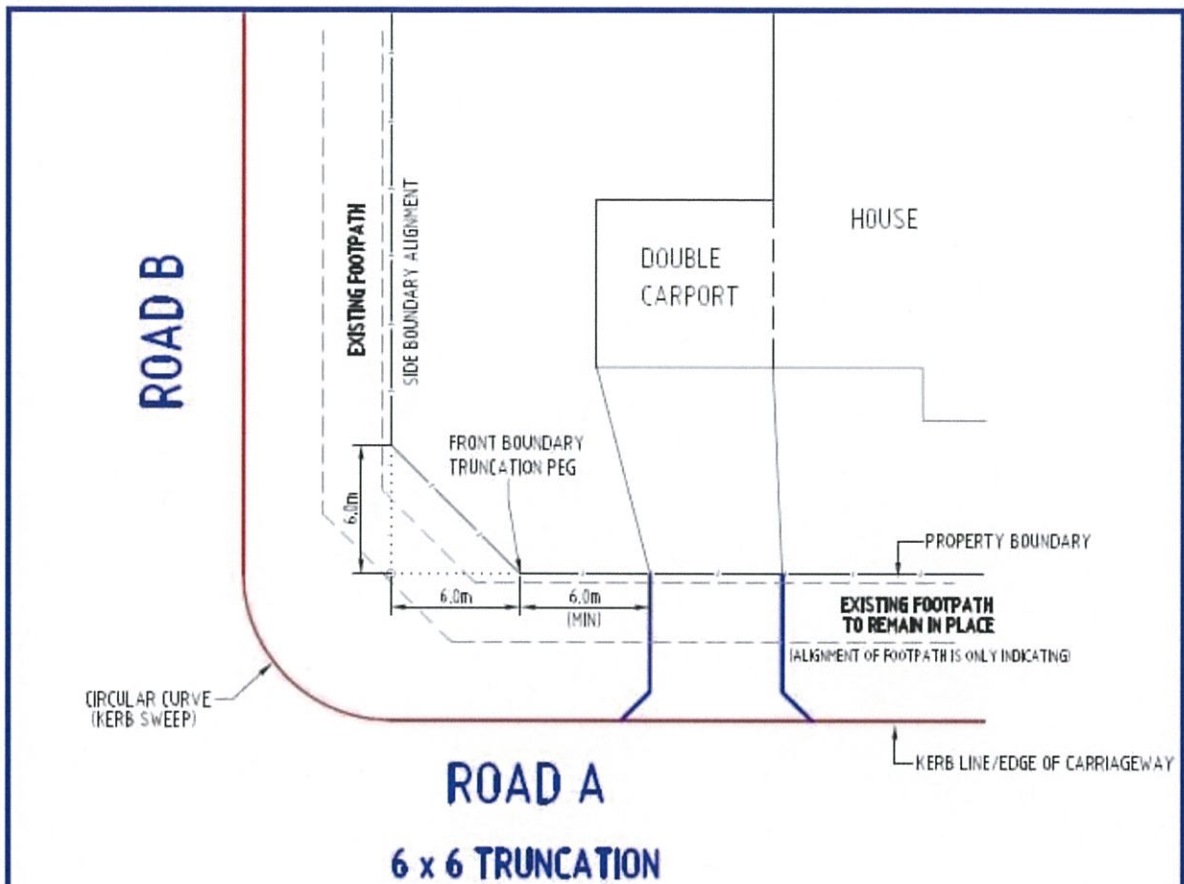 HOUSE
DOUBLE
CARPORT
ROAD B
EXISTING FOOTPATH
SIDE BOUNDARY ALIGNMENT
FRONT BOUNDARY
TRUNCATION PEG
6.0m
PROPERTY BOUNDARY
6.0m
6.0m
(MIN)
EXISTING FOOTPATH
TO REMAIN IN PLACE
(ALIGNMENT OF FOOTPATH IS ONLY INDICATING)
CIRCULAR CURVE
(KERB SWEEP)
KERB LINE/EDGE OF CARRIAGEWAY
ROAD A
6 x 6 TRUNCATION